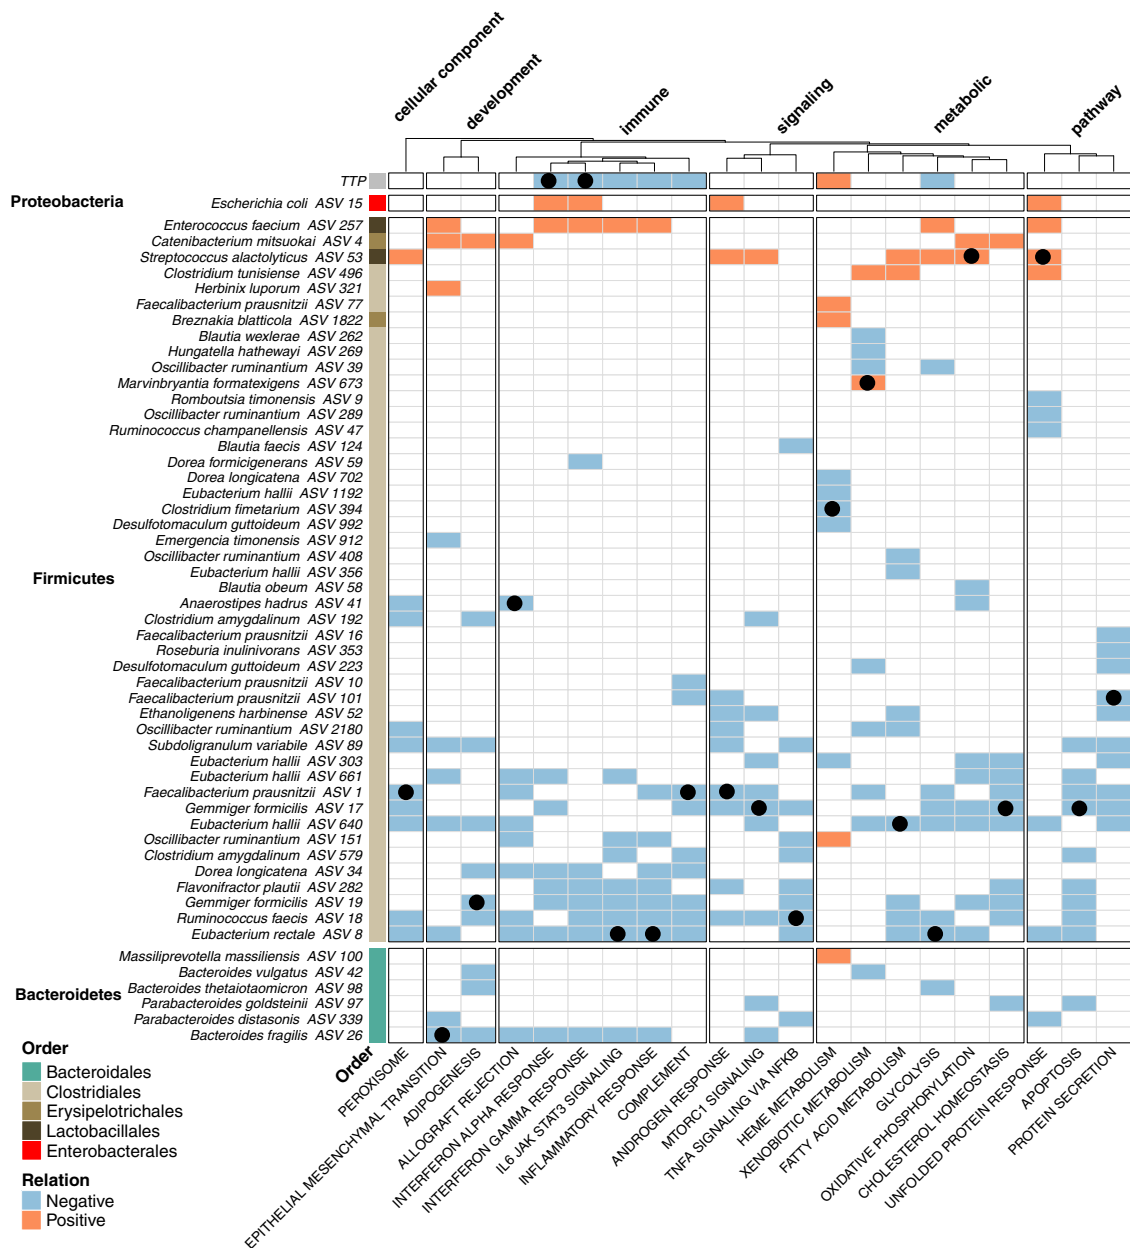 cellular component
development
immune
signaling
metabolic
pathway
TTP
Proteobacteria
Escherichia coli ASV 15
Enterococcus faecium ASV 257
Catenibacterium mitsuokai ASV 4
Streptococcus alactolyticus ASV 53
Clostridium tunisiense ASV 496
Herbinix luporum ASV 321
Faecalibacterium prausnitzii ASV 77
Breznakia blatticola ASV 1822
Blautia wexlerae ASV 262
Hungatella hathewayi ASV 269
Oscillibacter ruminantium ASV 39
Marvinbryantia formatexigens ASV 673
Romboutsia timonensis ASV 9
Oscillibacter ruminantium ASV 289
Ruminococcus champanellensis ASV 47
Blautia faecis ASV 124
Dorea formicigenerans ASV 59
Dorea longicatena ASV 702
Eubacterium hallii ASV 1192
Clostridium fimetarium ASV 394
Desulfotomaculum guttoideum ASV 992
Emergencia timonensis ASV 912
Oscillibacter ruminantium ASV 408
Firmicutes
Eubacterium hallii ASV 356
Blautia obeum ASV 58
Anaerostipes hadrus ASV 41
Clostridium amygdalinum ASV 192
Faecalibacterium prausnitzii ASV 16
Roseburia inulinivorans ASV 353
Desulfotomaculum guttoideum ASV 223
Faecalibacterium prausnitzii ASV 10
Faecalibacterium prausnitzii ASV 101
Ethanoligenens harbinense ASV 52
Oscillibacter ruminantium ASV 2180
Subdoligranulum variabile ASV 89
Eubacterium hallii ASV 303
Eubacterium hallii ASV 661
Faecalibacterium prausnitzii ASV 1
Gemmiger formicilis ASV 17
Eubacterium hallii ASV 640
Oscillibacter ruminantium ASV 151
Clostridium amygdalinum ASV 579
Dorea longicatena ASV 34
Flavonifractor plautii ASV 282
Gemmiger formicilis ASV 19
Ruminococcus faecis ASV 18
Eubacterium rectale ASV 8
Massiliprevotella massiliensis ASV 100
Bacteroides vulgatus ASV 42
Bacteroides thetaiotaomicron ASV 98
Bacteroidetes
Parabacteroides goldsteinii ASV 97
Parabacteroides distasonis ASV 339
Bacteroides fragilis ASV 26
Order
PEROXISOME
EPITHELIAL MESENCHYMAL TRANSITION
ADIPOGENESIS
ALLOGRAFT REJECTION
INTERFERON ALPHA RESPONSE
INTERFERON GAMMA RESPONSE
IL6 JAK STAT3 SIGNALING
INFLAMMATORY RESPONSE
COMPLEMENT
ANDROGEN RESPONSE
MTORC1 SIGNALING
TNFA SIGNALING VIA NFKB
HEME METABOLISM
XENOBIOTIC METABOLISM
FATTY ACID METABOLISM
GLYCOLYSIS
OXIDATIVE PHOSPHORYLATION
CHOLESTEROL HOMEOSTASIS
UNFOLDED PROTEIN RESPONSE
APOPTOSIS
PROTEIN SECRETION
Order
Bacteroidales
Clostridiales
Erysipelotrichales
Lactobacillales
Enterobacterales
Relation
Negative
Positive